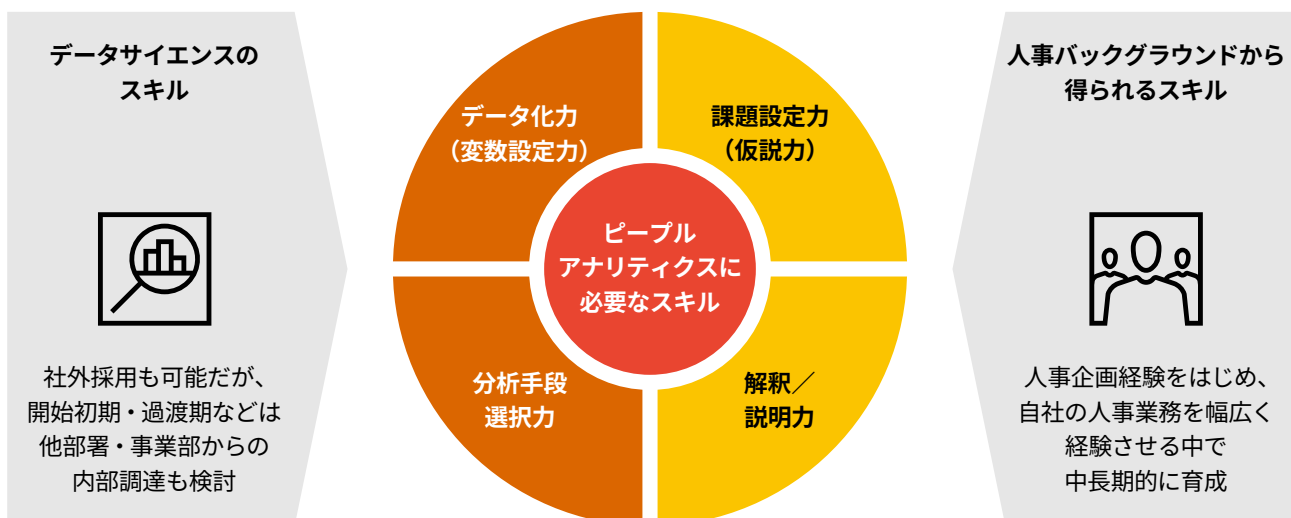 データサイエンスの
スキル
社外採用も可能だが、
開始初期・過渡期などは
他部署・事業部からの
内部調達も検討
データ化力
（変数設定力）
課題設定力
（仮説力）
ピープル
アナリティクスに
必要なスキル
分析手段
選択力
解釈／
説明力
人事バックグラウンドから
得られるスキル
人事企画経験をはじめ、
自社の人事業務を幅広く
経験させる中で
中長期的に育成